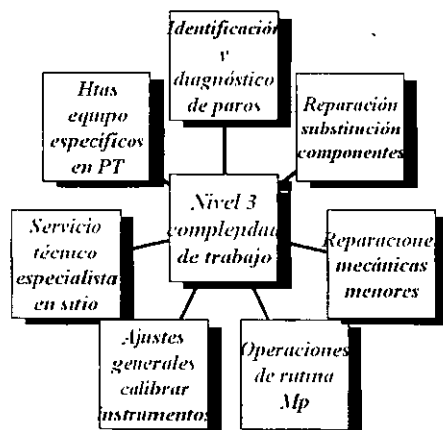 Identificación
y
diagnóstico
de paros
Htas
equipo
específicos
en PT
Reparación
substitución
componentes
Nivel 3
complejidad
de trabajo
Servicio
técnico
especialista
en sitio
Reparaciones
mecánicas
menores
Ajustes
generales
calibrar
instrumentos
Operaciones
de rutina
Mp